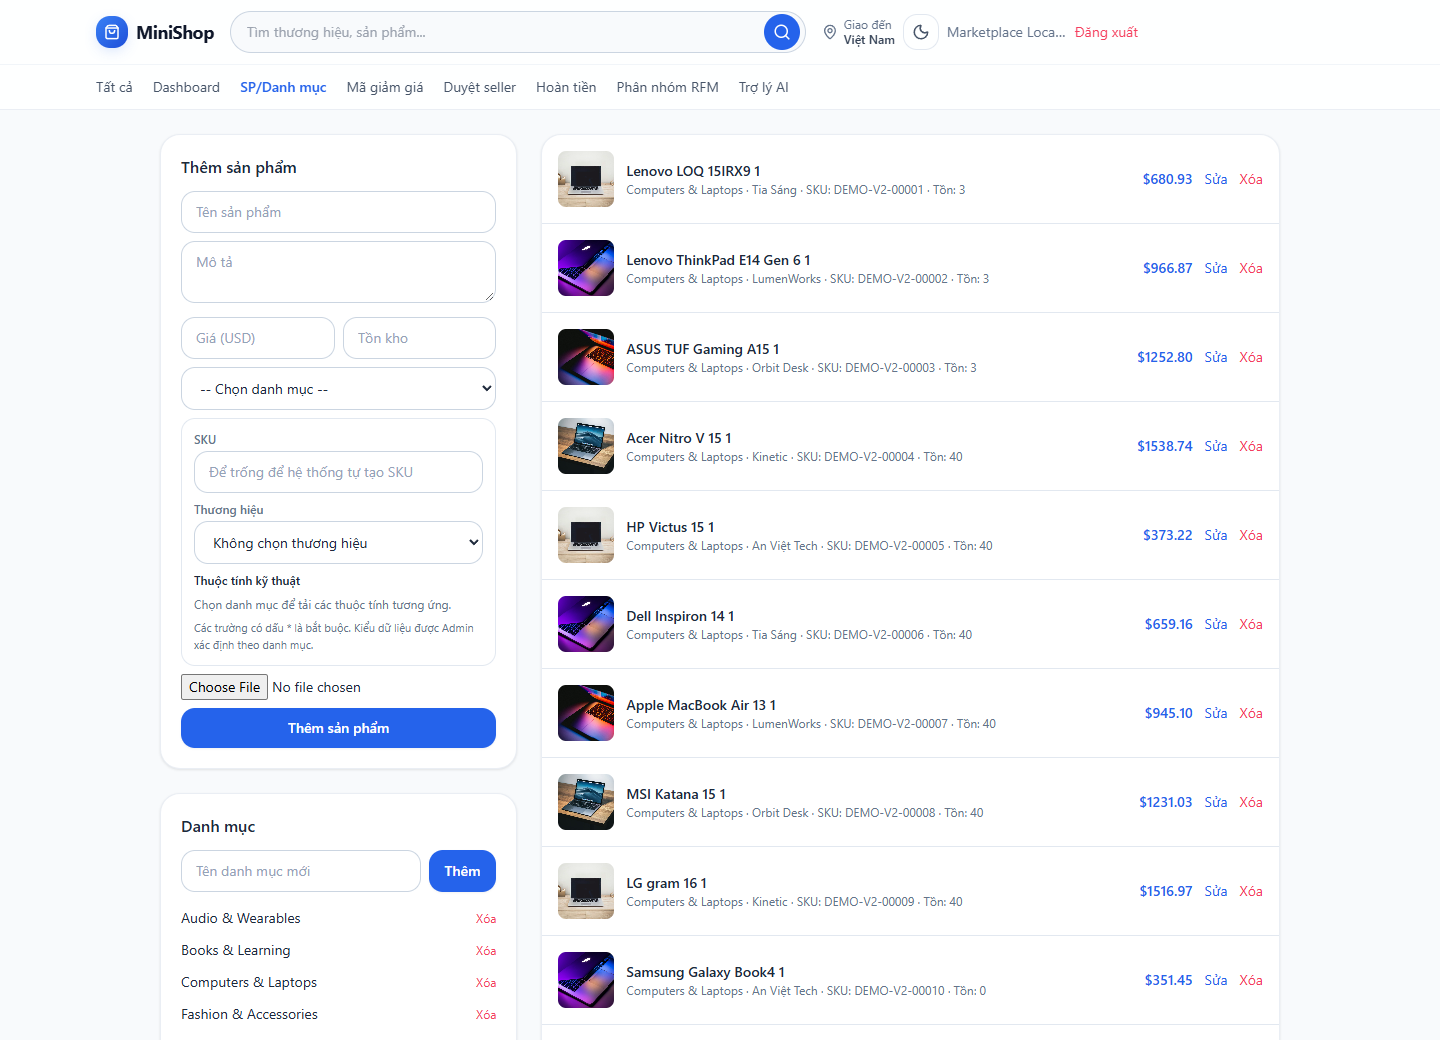 MiniShop
Tìm thương hiệu, sản phẩm...
Giao đến
Việt Nam
Marketplace Loca...
Đăng xuất
Tất cả
Dashboard
SP/Danh mục
Mã giảm giá
Duyệt seller
Hoàn tiền
Phân nhóm RFM
Trợ lý AI
Thêm sản phẩm
Tên sản phẩm
Mô tả
Giá (USD)
Tồn kho
-- Chọn danh mục --
SKU
Để trống để hệ thống tự tạo SKU
Thương hiệu
Không chọn thương hiệu
Thuộc tính kỹ thuật
Chọn danh mục để tải các thuộc tính tương ứng.
Các trường có dấu * là bắt buộc. Kiểu dữ liệu được Admin
xác định theo danh mục.
Choose File No file chosen
Thêm sản phẩm
Danh mục
Tên danh mục mới
Thêm
Audio & Wearables Xóa
Books & Learning Xóa
Computers & Laptops Xóa
Fashion & Accessories Xóa
Lenovo LOQ 15IRX9 1
Computers & Laptops · Tia Sáng · SKU: DEMO-V2-00001 · Tồn: 3
$680.93 Sửa Xóa
Lenovo ThinkPad E14 Gen 6 1
Computers & Laptops · LumenWorks · SKU: DEMO-V2-00002 · Tồn: 3
$966.87 Sửa Xóa
ASUS TUF Gaming A15 1
Computers & Laptops · Orbit Desk · SKU: DEMO-V2-00003 · Tồn: 3
$1252.80 Sửa Xóa
Acer Nitro V 15 1
Computers & Laptops · Kinetic · SKU: DEMO-V2-00004 · Tồn: 40
$1538.74 Sửa Xóa
HP Victus 15 1
Computers & Laptops · An Việt Tech · SKU: DEMO-V2-00005 · Tồn: 40
$373.22 Sửa Xóa
Dell Inspiron 14 1
Computers & Laptops · Tia Sáng · SKU: DEMO-V2-00006 · Tồn: 40
$659.16 Sửa Xóa
Apple MacBook Air 13 1
Computers & Laptops · LumenWorks · SKU: DEMO-V2-00007 · Tồn: 40
$945.10 Sửa Xóa
MSI Katana 15 1
Computers & Laptops · Orbit Desk · SKU: DEMO-V2-00008 · Tồn: 40
$1231.03 Sửa Xóa
LG gram 16 1
Computers & Laptops · Kinetic · SKU: DEMO-V2-00009 · Tồn: 40
$1516.97 Sửa Xóa
Samsung Galaxy Book4 1
Computers & Laptops · An Việt Tech · SKU: DEMO-V2-00010 · Tồn: 0
$351.45 Sửa Xóa